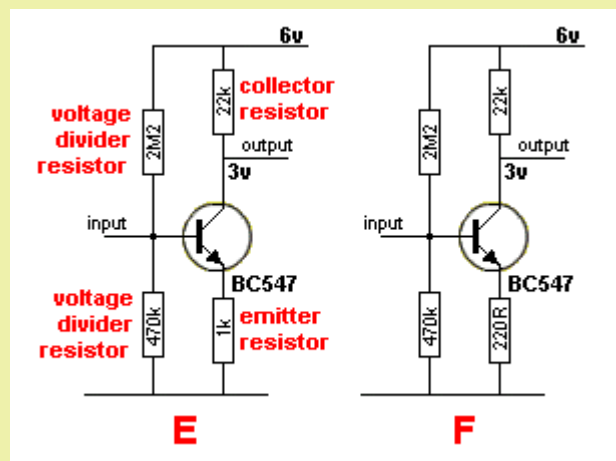 6v
22k
collector
resistor
voltage
divider
resistor
2M2
output
3v
input
BC547
voltage
divider
resistor
470k
1k
emitter
resistor
E
6v
22k
2M2
output
3v
input
BC547
470k
220R
F